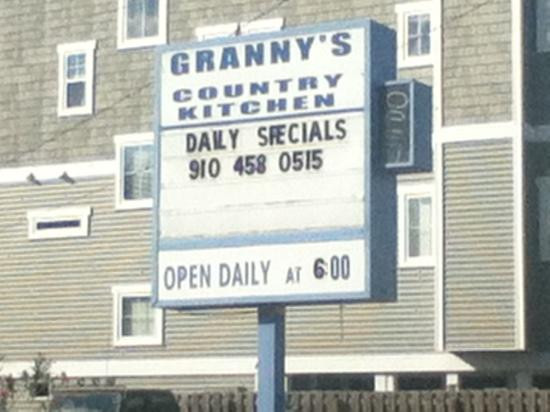 GRANNY'S
COUNTRY
KITCHEN
DAILY SPECIALS
910 458 0515
OPEN DAILY AT 6:00